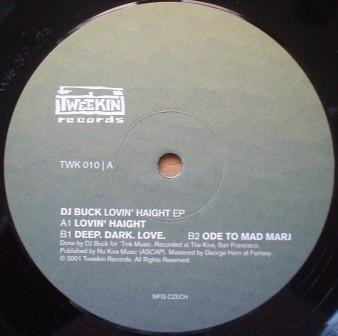 TWEEKIN
records
TWK 010 | A
DJ BUCK LOVIN' HAIGHT EP
A1 LOVIN' HAIGHT
B1 DEEP. DARK. LOVE. B2 ODE TO MAD MARJ
Done by DJ Buck for 'Tink Music. Recorded at The Kiva, San Francisco.
Published by Nu Kiva Music (ASCAP), Mastered by George Horn at Fantasy.
© 2001 Tweekin Records. All Rights Reserved.
MFG CZECH